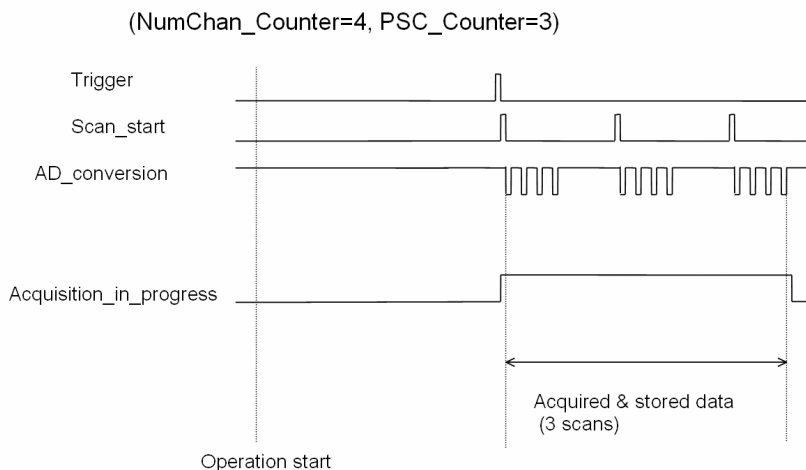 (NumChan_Counter=4, PSC_Counter=3)
Trigger
Scan_start
AD_conversion
Acquisition_in_progress
Acquired & stored data
(3 scans)
Operation start